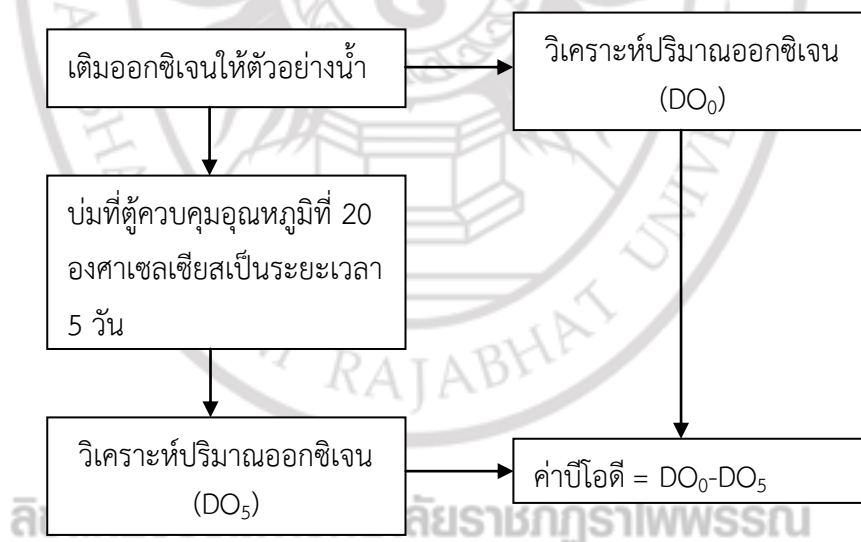 เติมออกซิเจนให้ตัวอย่างน้ำ
วิเคราะห์ปริมาณออกซิเจน
(DO₀)
บ่มที่ตู้ควบคุมอุณหภูมิที่ 20
องศาเซลเซียสเป็นระยะเวลา
5 วัน
วิเคราะห์ปริมาณออกซิเจน
(DO₅)
ค่าบีโอดี = DO₀-DO₅
RAJABHAT